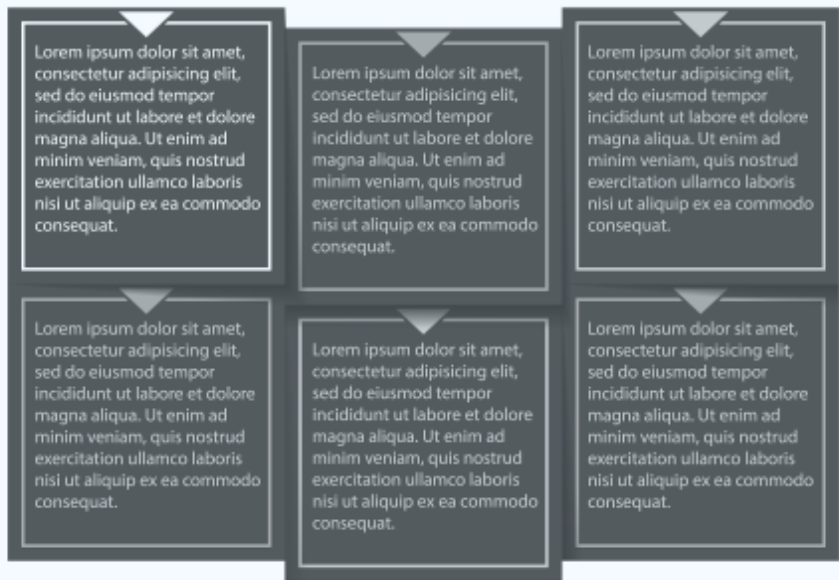 Lorem ipsum dolor sit amet,
consectetur adipisicing elit,
sed do eiusmod tempor
incididunt ut labore et dolore
magna aliqua. Ut enim ad
minim veniam, quis nostrud
exercitation ullamco laboris
nisi ut aliquip ex ea commodo
consequat.
Lorem ipsum dolor sit amet,
consectetur adipisicing elit,
sed do eiusmod tempor
incididunt ut labore et dolore
magna aliqua. Ut enim ad
minim veniam, quis nostrud
exercitation ullamco laboris
nisi ut aliquip ex ea commodo
consequat.
Lorem ipsum dolor sit amet,
consectetur adipisicing elit,
sed do eiusmod tempor
incididunt ut labore et dolore
magna aliqua. Ut enim ad
minim veniam, quis nostrud
exercitation ullamco laboris
nisi ut aliquip ex ea commodo
consequat.
Lorem ipsum dolor sit amet,
consectetur adipisicing elit,
sed do eiusmod tempor
incididunt ut labore et dolore
magna aliqua. Ut enim ad
minim veniam, quis nostrud
exercitation ullamco laboris
nisi ut aliquip ex ea commodo
consequat.
Lorem ipsum dolor sit amet,
consectetur adipisicing elit,
sed do eiusmod tempor
incididunt ut labore et dolore
magna aliqua. Ut enim ad
minim veniam, quis nostrud
exercitation ullamco laboris
nisi ut aliquip ex ea commodo
consequat.
Lorem ipsum dolor sit amet,
consectetur adipisicing elit,
sed do eiusmod tempor
incididunt ut labore et dolore
magna aliqua. Ut enim ad
minim veniam, quis nostrud
exercitation ullamco laboris
nisi ut aliquip ex ea commodo
consequat.